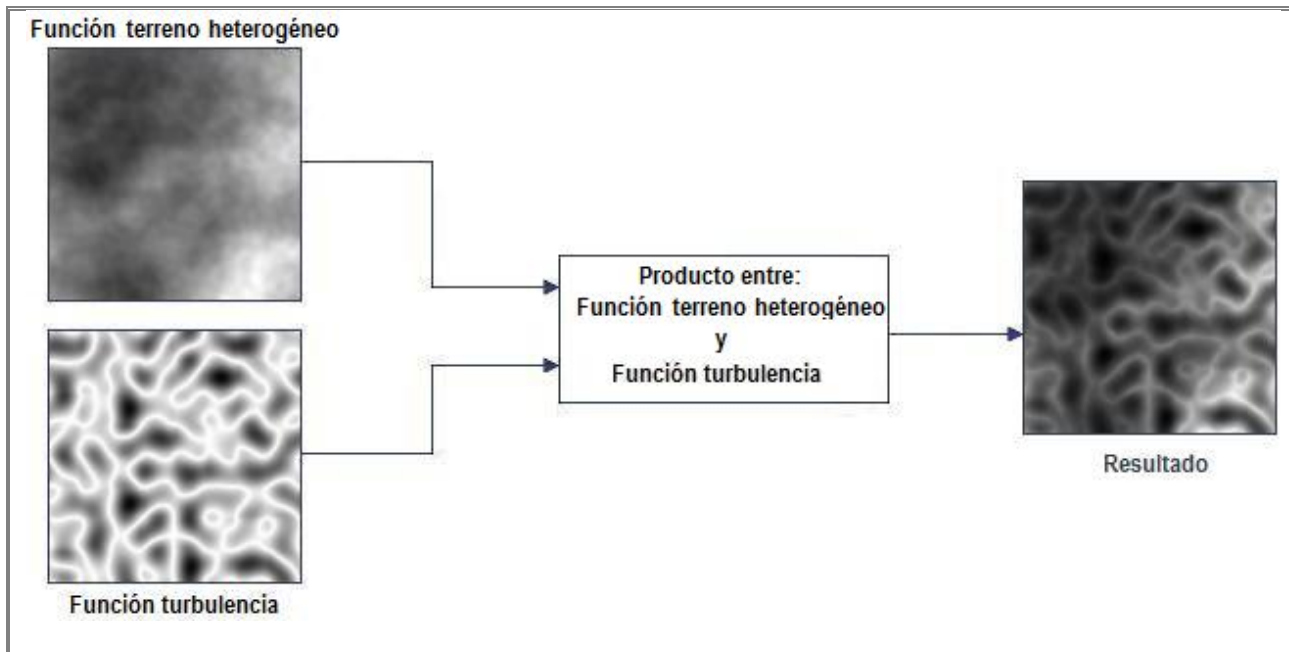 Función terreno heterogéneo
Función turbulencia
Producto entre:
Función terreno heterogéneo
y
Función turbulencia
Resultado